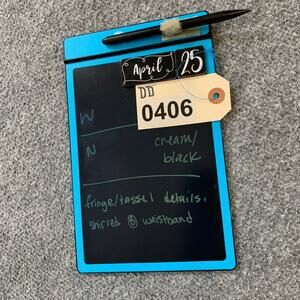 April 25
DD
0406
W
N cream/
black
fringe/tassel details,
shirred @ waistband